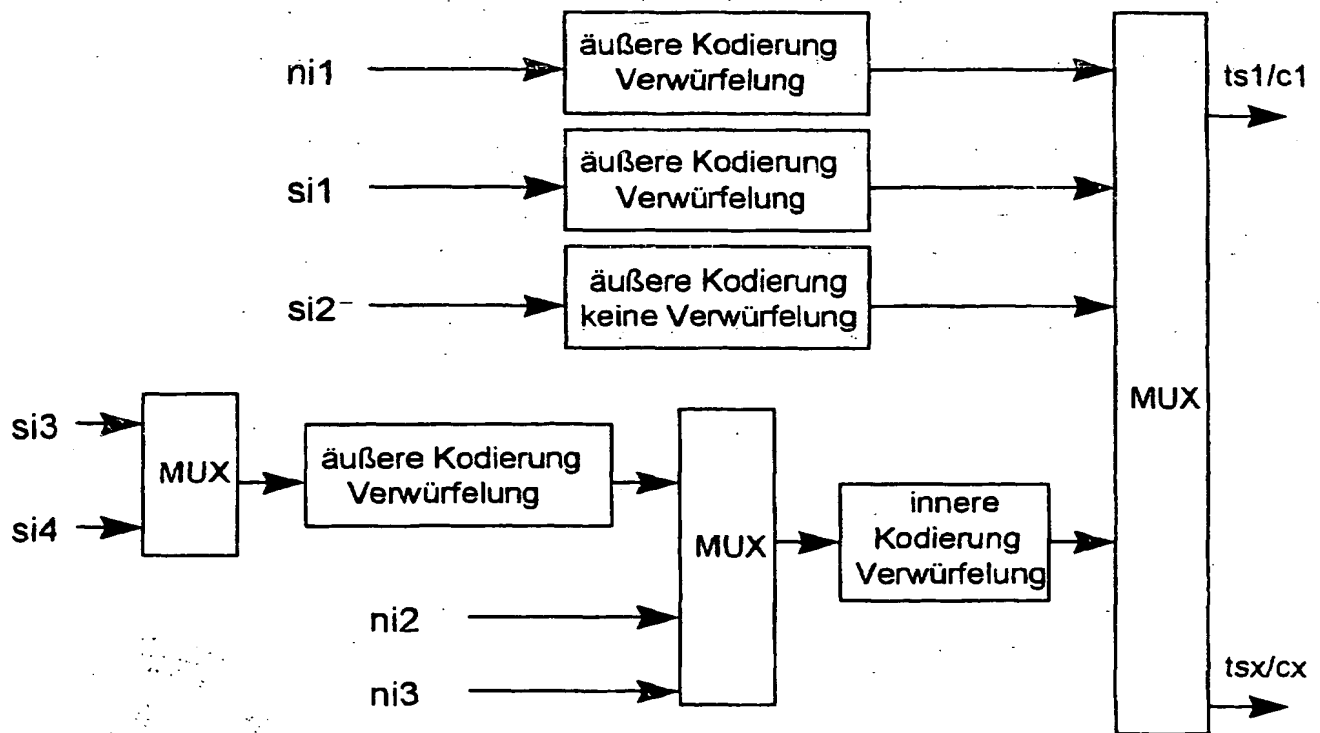 ni1
äußere Kodierung
Verwürfelung
ts1/c1
si1
äußere Kodierung
Verwürfelung
si2
äußere Kodierung
keine Verwürfelung
MUX
si3
si4
MUX
äußere Kodierung
Verwürfelung
MUX
innere
Kodierung
Verwürfelung
ni2
ni3
tsx/cx